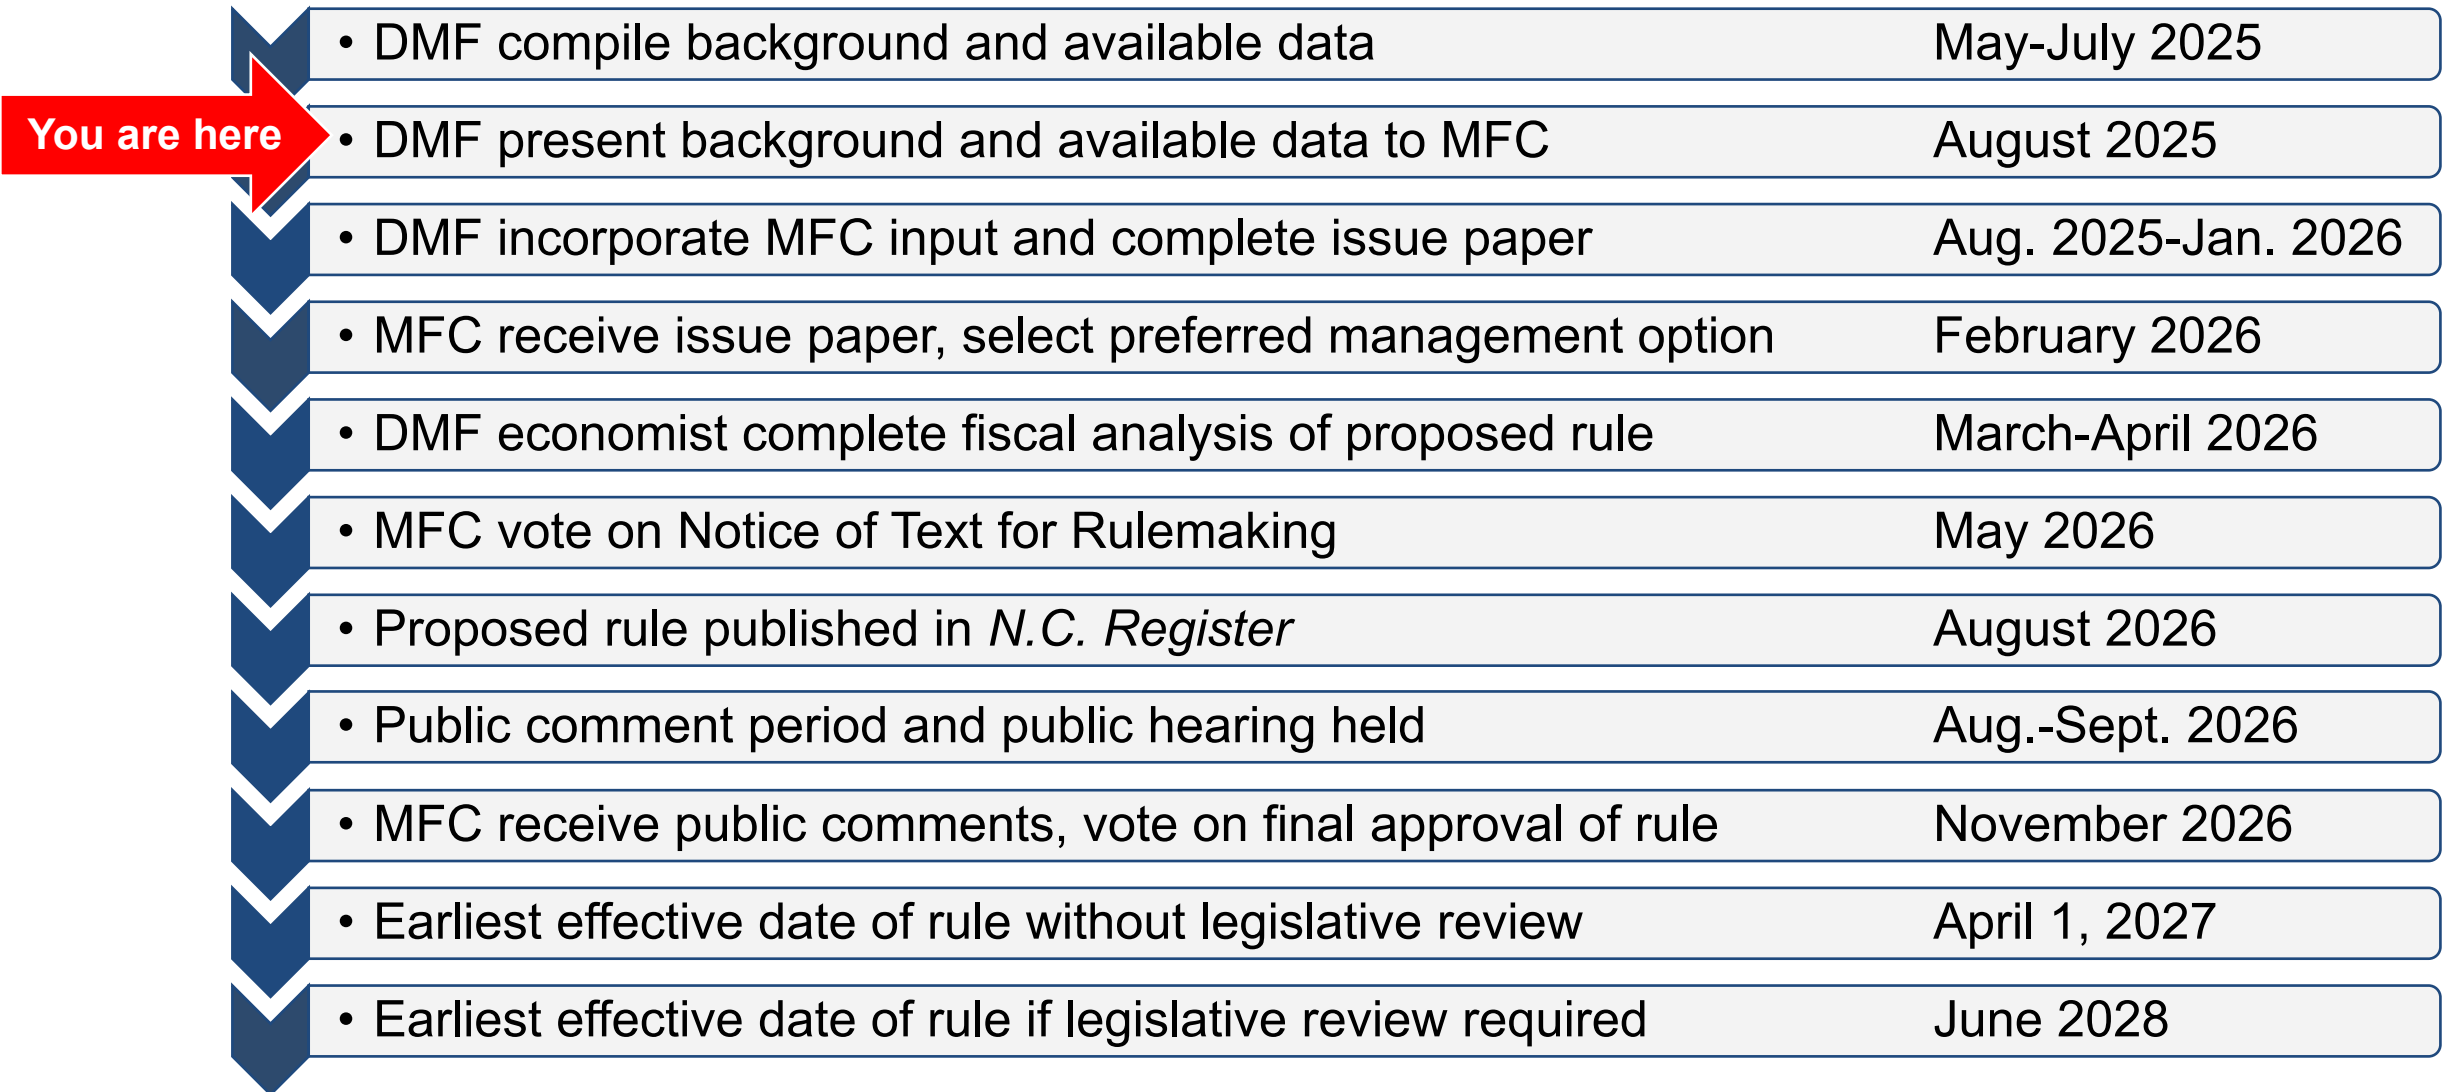 • DMF compile background and available data May-July 2025
You are here
• DMF present background and available data to MFC August 2025
• DMF incorporate MFC input and complete issue paper Aug. 2025-Jan. 2026
• MFC receive issue paper, select preferred management option February 2026
• DMF economist complete fiscal analysis of proposed rule March-April 2026
• MFC vote on Notice of Text for Rulemaking May 2026
• Proposed rule published in N.C. Register August 2026
• Public comment period and public hearing held Aug.-Sept. 2026
• MFC receive public comments, vote on final approval of rule November 2026
• Earliest effective date of rule without legislative review April 1, 2027
• Earliest effective date of rule if legislative review required June 2028